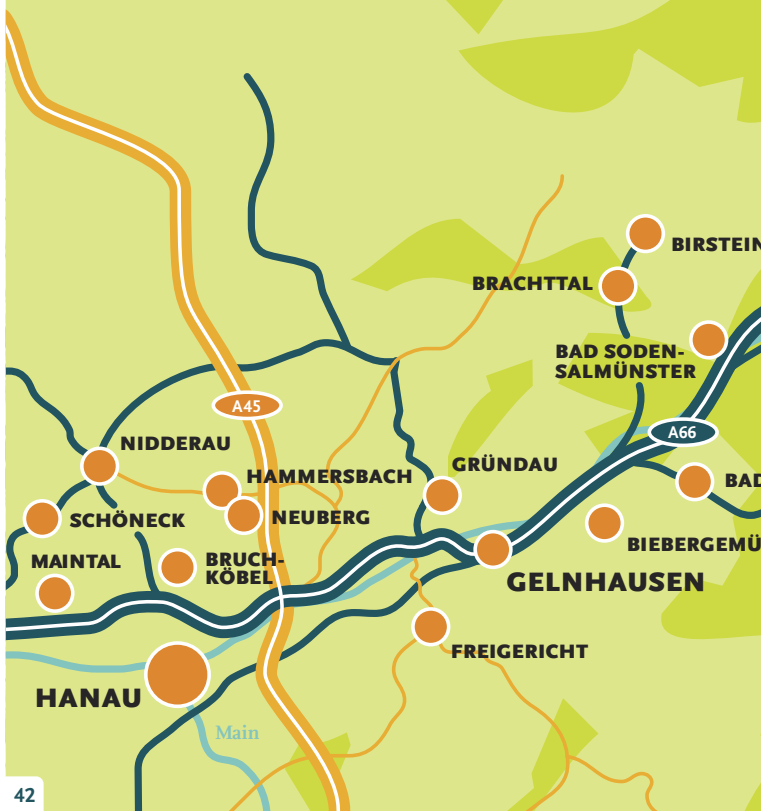 BIRSTEIN
BRACHTTAL
BAD SODEN-
SALMÜNSTER
A45
A66
NIDDERAU
HAMMERSBACH
GRÜNDAU
BAD
SCHÖNECK
NEUBERG
MAINTAL
BRUCH-
KÖBEL
BIEBERGEMÜ
GELNHAUSEN
FREIGERICHT
HANAU
Main
42